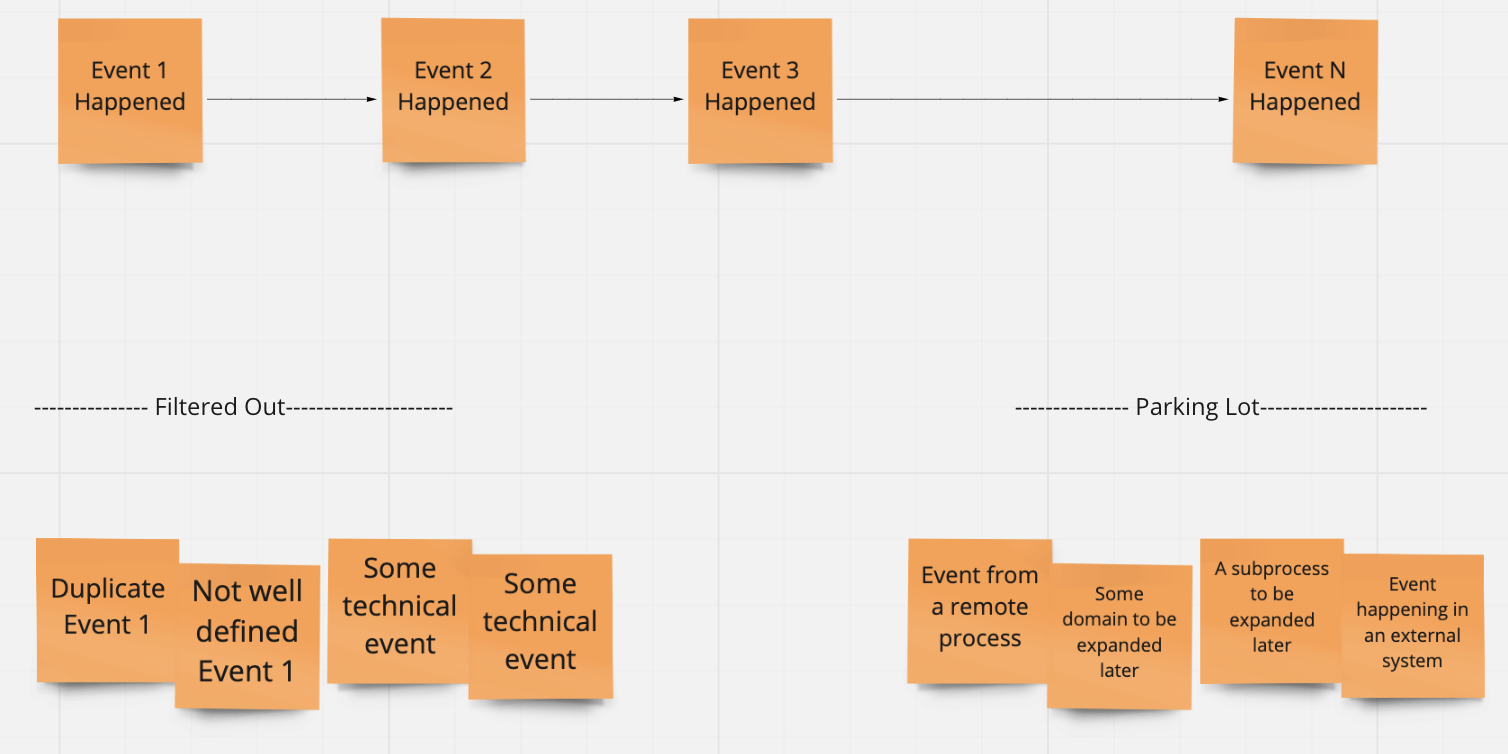 Event 1
Happened
Event 2
Happened
Event 3
Happened
Event N
Happened
--------------- Filtered Out----------------------
--------------- Parking Lot----------------------
Duplicate
Event 1
Not well
defined
Event 1
Some
technical
event
Some
technical
event
Event from
a remote
process
Some
domain to be
expanded
later
A subprocess
to be
expanded
later
Event
happening in
an external
system